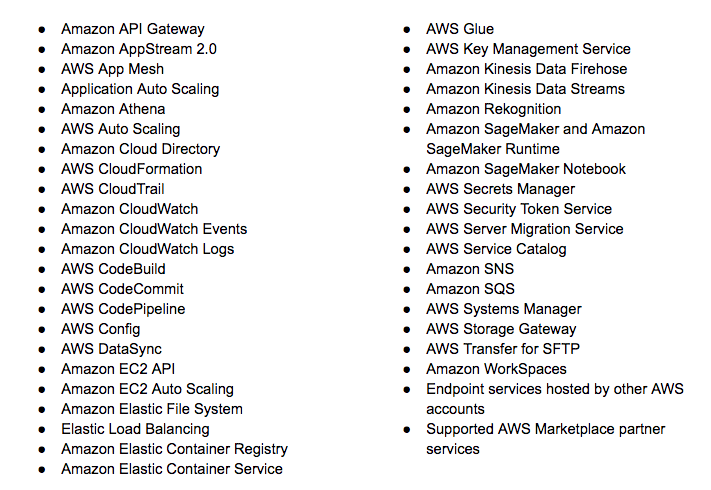 ● Amazon API Gateway
● Amazon AppStream 2.0
● AWS App Mesh
● Application Auto Scaling
● Amazon Athena
● AWS Auto Scaling
● Amazon Cloud Directory
● AWS CloudFormation
● AWS CloudTrail
● Amazon CloudWatch
● Amazon CloudWatch Events
● Amazon CloudWatch Logs
● AWS CodeBuild
● AWS CodeCommit
● AWS CodePipeline
● AWS Config
● AWS DataSync
● Amazon EC2 API
● Amazon EC2 Auto Scaling
● Amazon Elastic File System
● Elastic Load Balancing
● Amazon Elastic Container Registry
● Amazon Elastic Container Service
● AWS Glue
● AWS Key Management Service
● Amazon Kinesis Data Firehose
● Amazon Kinesis Data Streams
● Amazon Rekognition
● Amazon SageMaker and Amazon
SageMaker Runtime
● Amazon SageMaker Notebook
● AWS Secrets Manager
● AWS Security Token Service
● AWS Server Migration Service
● AWS Service Catalog
● Amazon SNS
● Amazon SQS
● AWS Systems Manager
● AWS Storage Gateway
● AWS Transfer for SFTP
● Amazon WorkSpaces
● Endpoint services hosted by other AWS
accounts
● Supported AWS Marketplace partner
services